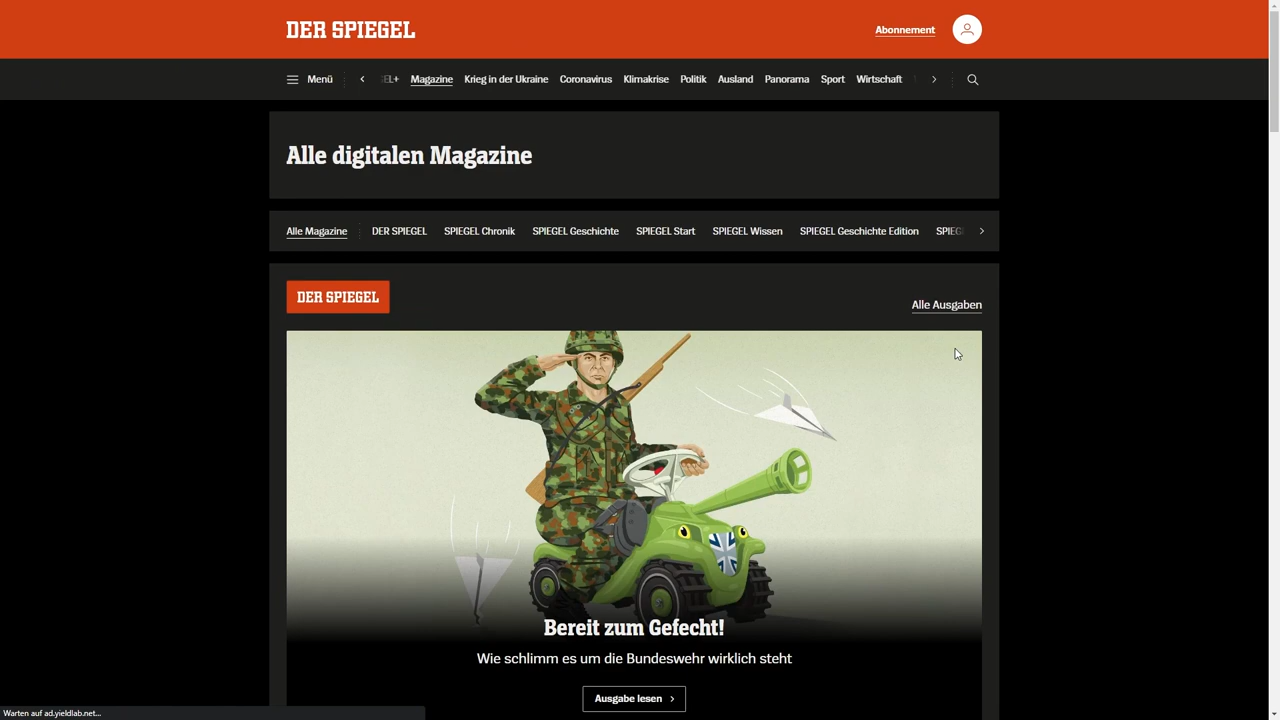 DER SPIEGEL
Abonnement
Menü
Magazine Krieg in der Ukraine Coronavirus Klimakrise Politik Ausland Panorama Sport Wirtschaft
Alle digitalen Magazine
Alle Magazine DER SPIEGEL SPIEGEL Chronik SPIEGEL Geschichte SPIEGEL Start SPIEGEL Wissen SPIEGEL Geschichte Edition
DER SPIEGEL
Alle Ausgaben
Bereit zum Gefecht!
Wie schlimm es um die Bundeswehr wirklich steht
Ausgabe lesen
Warten auf ad.yieldlab.net...